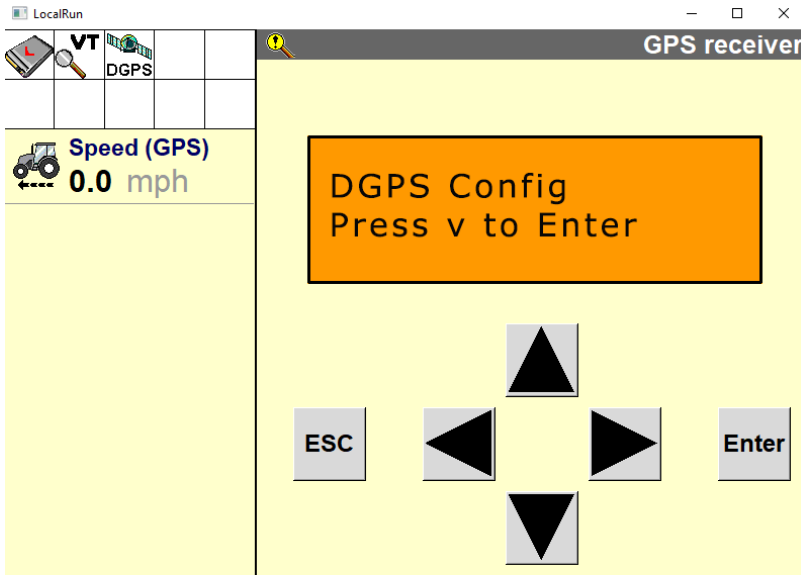 LocalRun
VT
DGPS
GPS receiver
Speed (GPS)
0.0 mph
DGPS Config
Press v to Enter
ESC
Enter